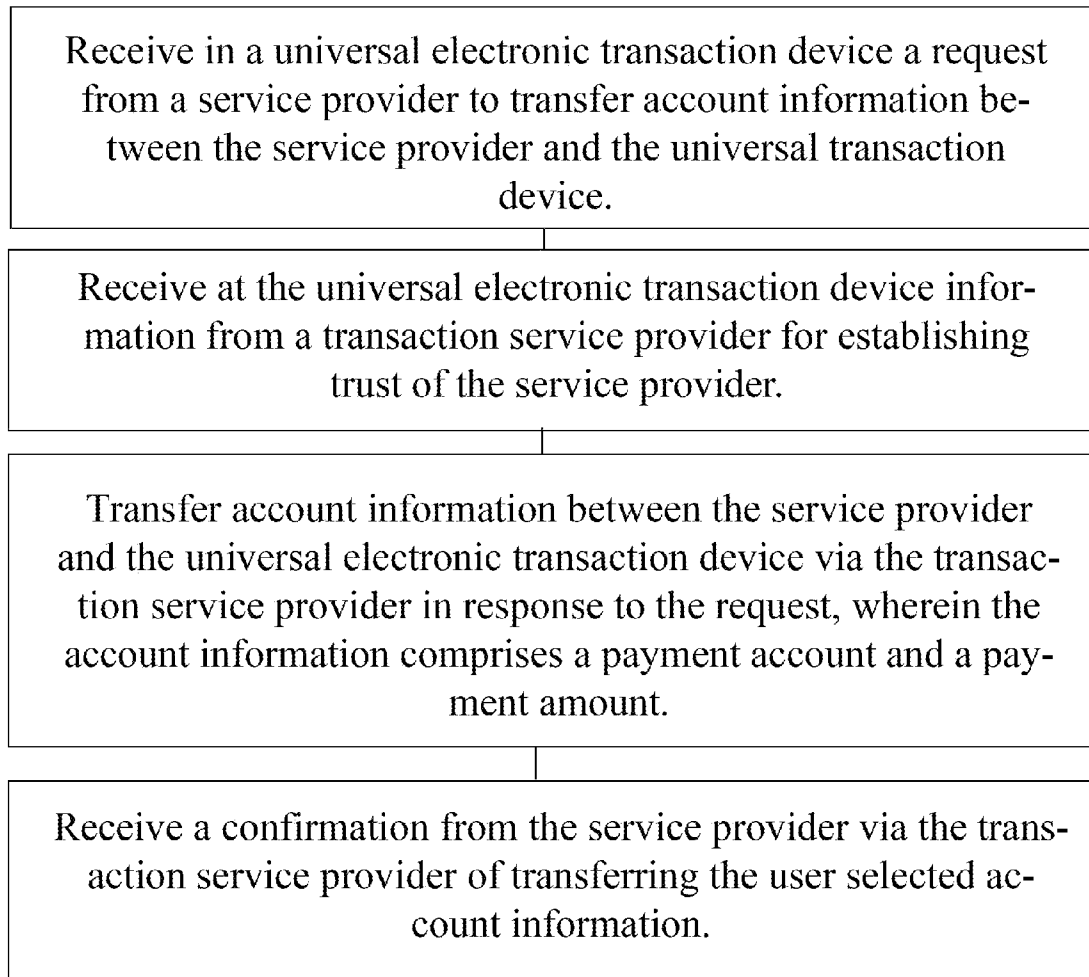 Receive in a universal electronic transaction device a request
from a service provider to transfer account information be-
tween the service provider and the universal transaction
device.
Receive at the universal electronic transaction device infor-
mation from a transaction service provider for establishing
trust of the service provider.
Transfer account information between the service provider
and the universal electronic transaction device via the transac-
tion service provider in response to the request, wherein the
account information comprises a payment account and a pay-
ment amount.
Receive a confirmation from the service provider via the trans-
action service provider of transferring the user selected ac-
count information.